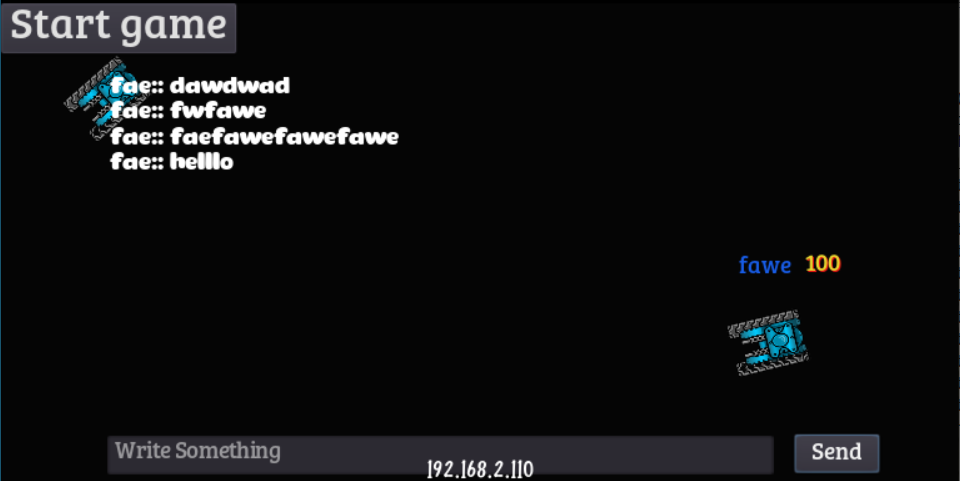 Start game
fae:: dawdwad
fae:: fwfawe
fae:: faefawefawefawe
fae:: helllo
fawe 100
Write Something
Send
192.168.2.110